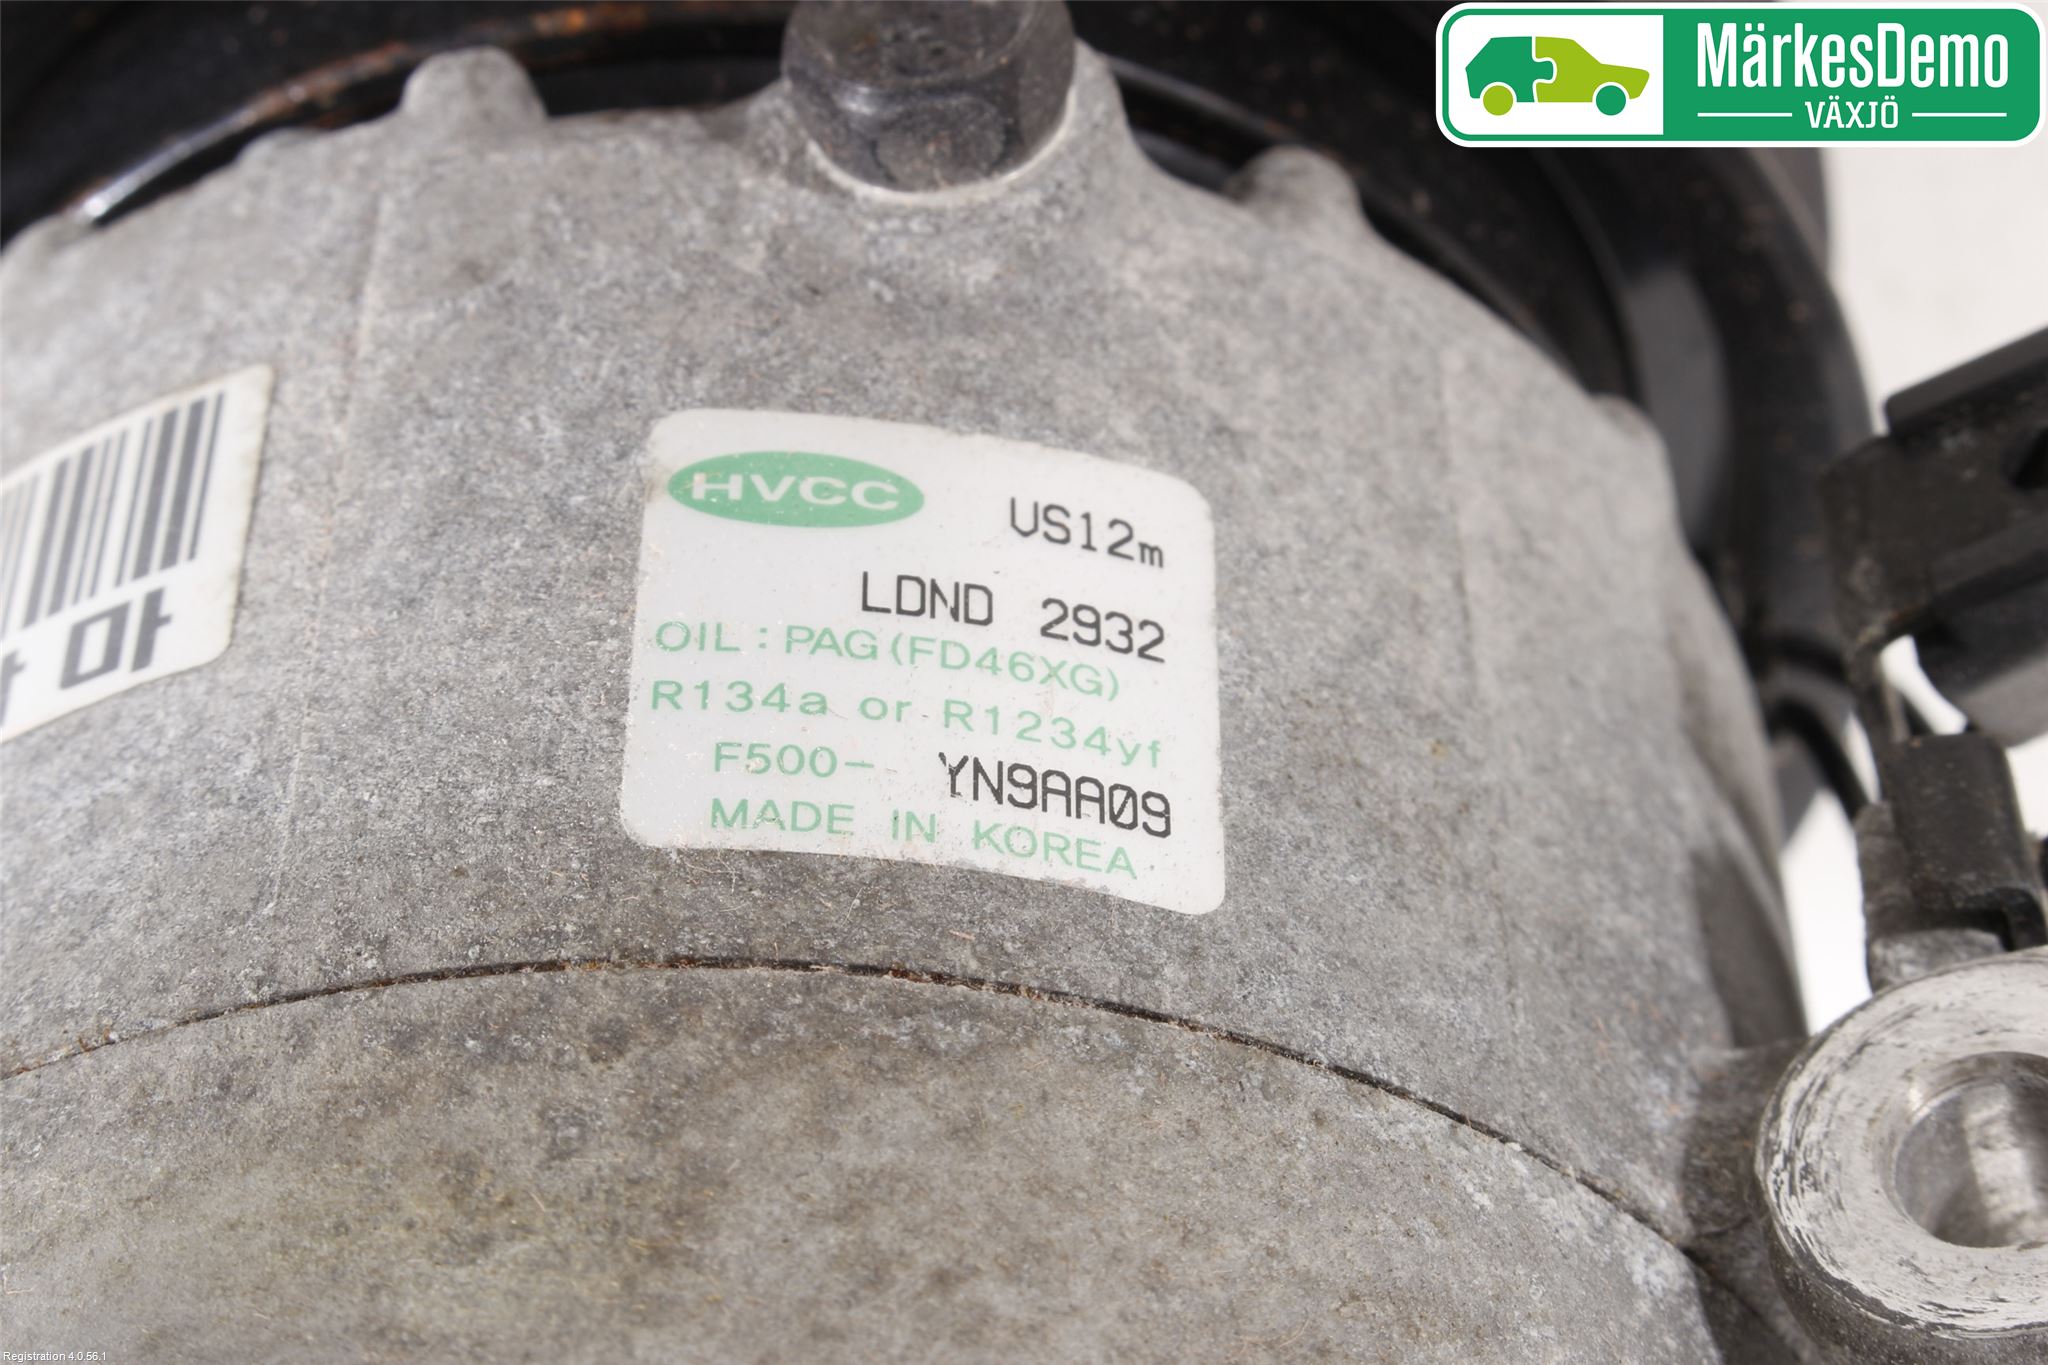 MärkesDemo
VÄXJÖ
HVCC
VS12m
LDND 2932
OIL : PAG (FD46XG)
R134a or R1234yf
F500- YN9AA09
MADE IN KOREA
마
Registration 4.0.56.1